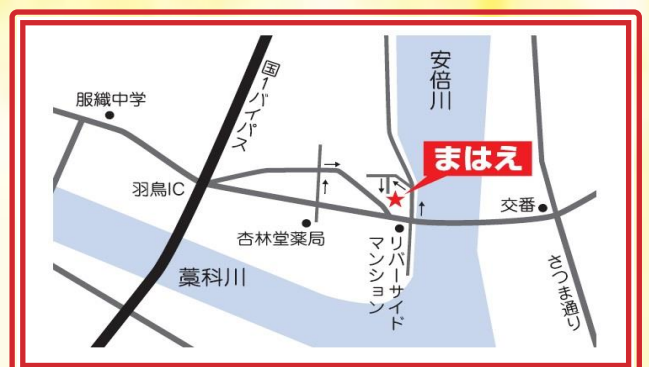 服織中学
国1バイパス
安倍川
まはえ
羽鳥IC
交番
杏林堂薬局
リバーサイド
マンション
藁科川
さつま通り